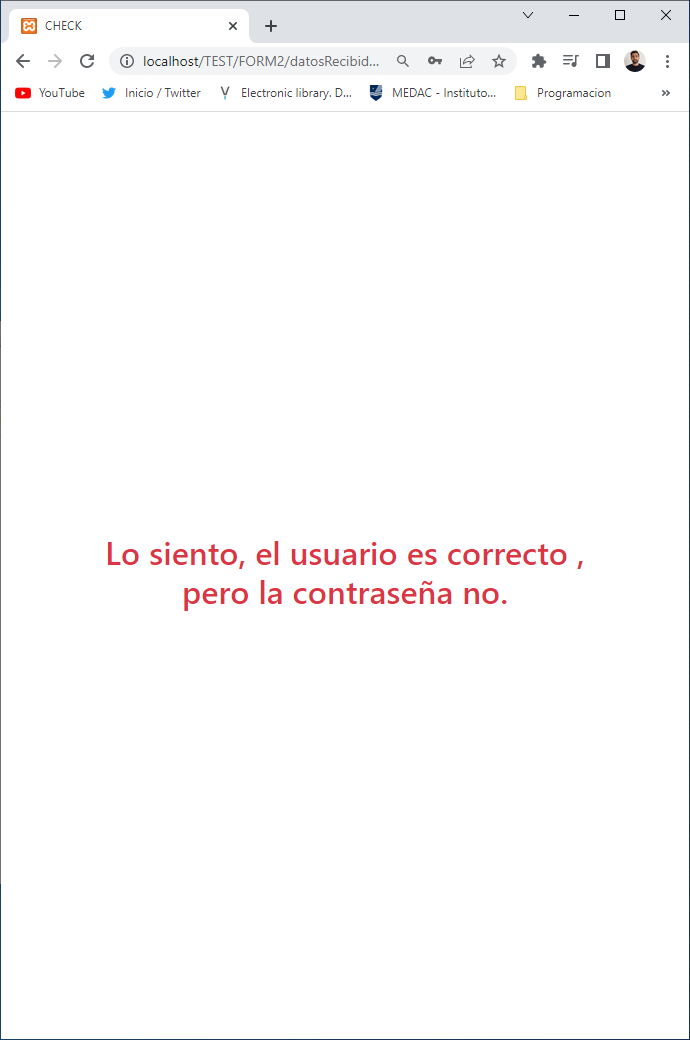 CHECK
localhost/TEST/FORM2/datosRecibid...
YouTube
Inicio / Twitter
Electronic library. D...
MEDAC - Instituto...
Programacion
Lo siento, el usuario es correcto ,
pero la contraseña no.